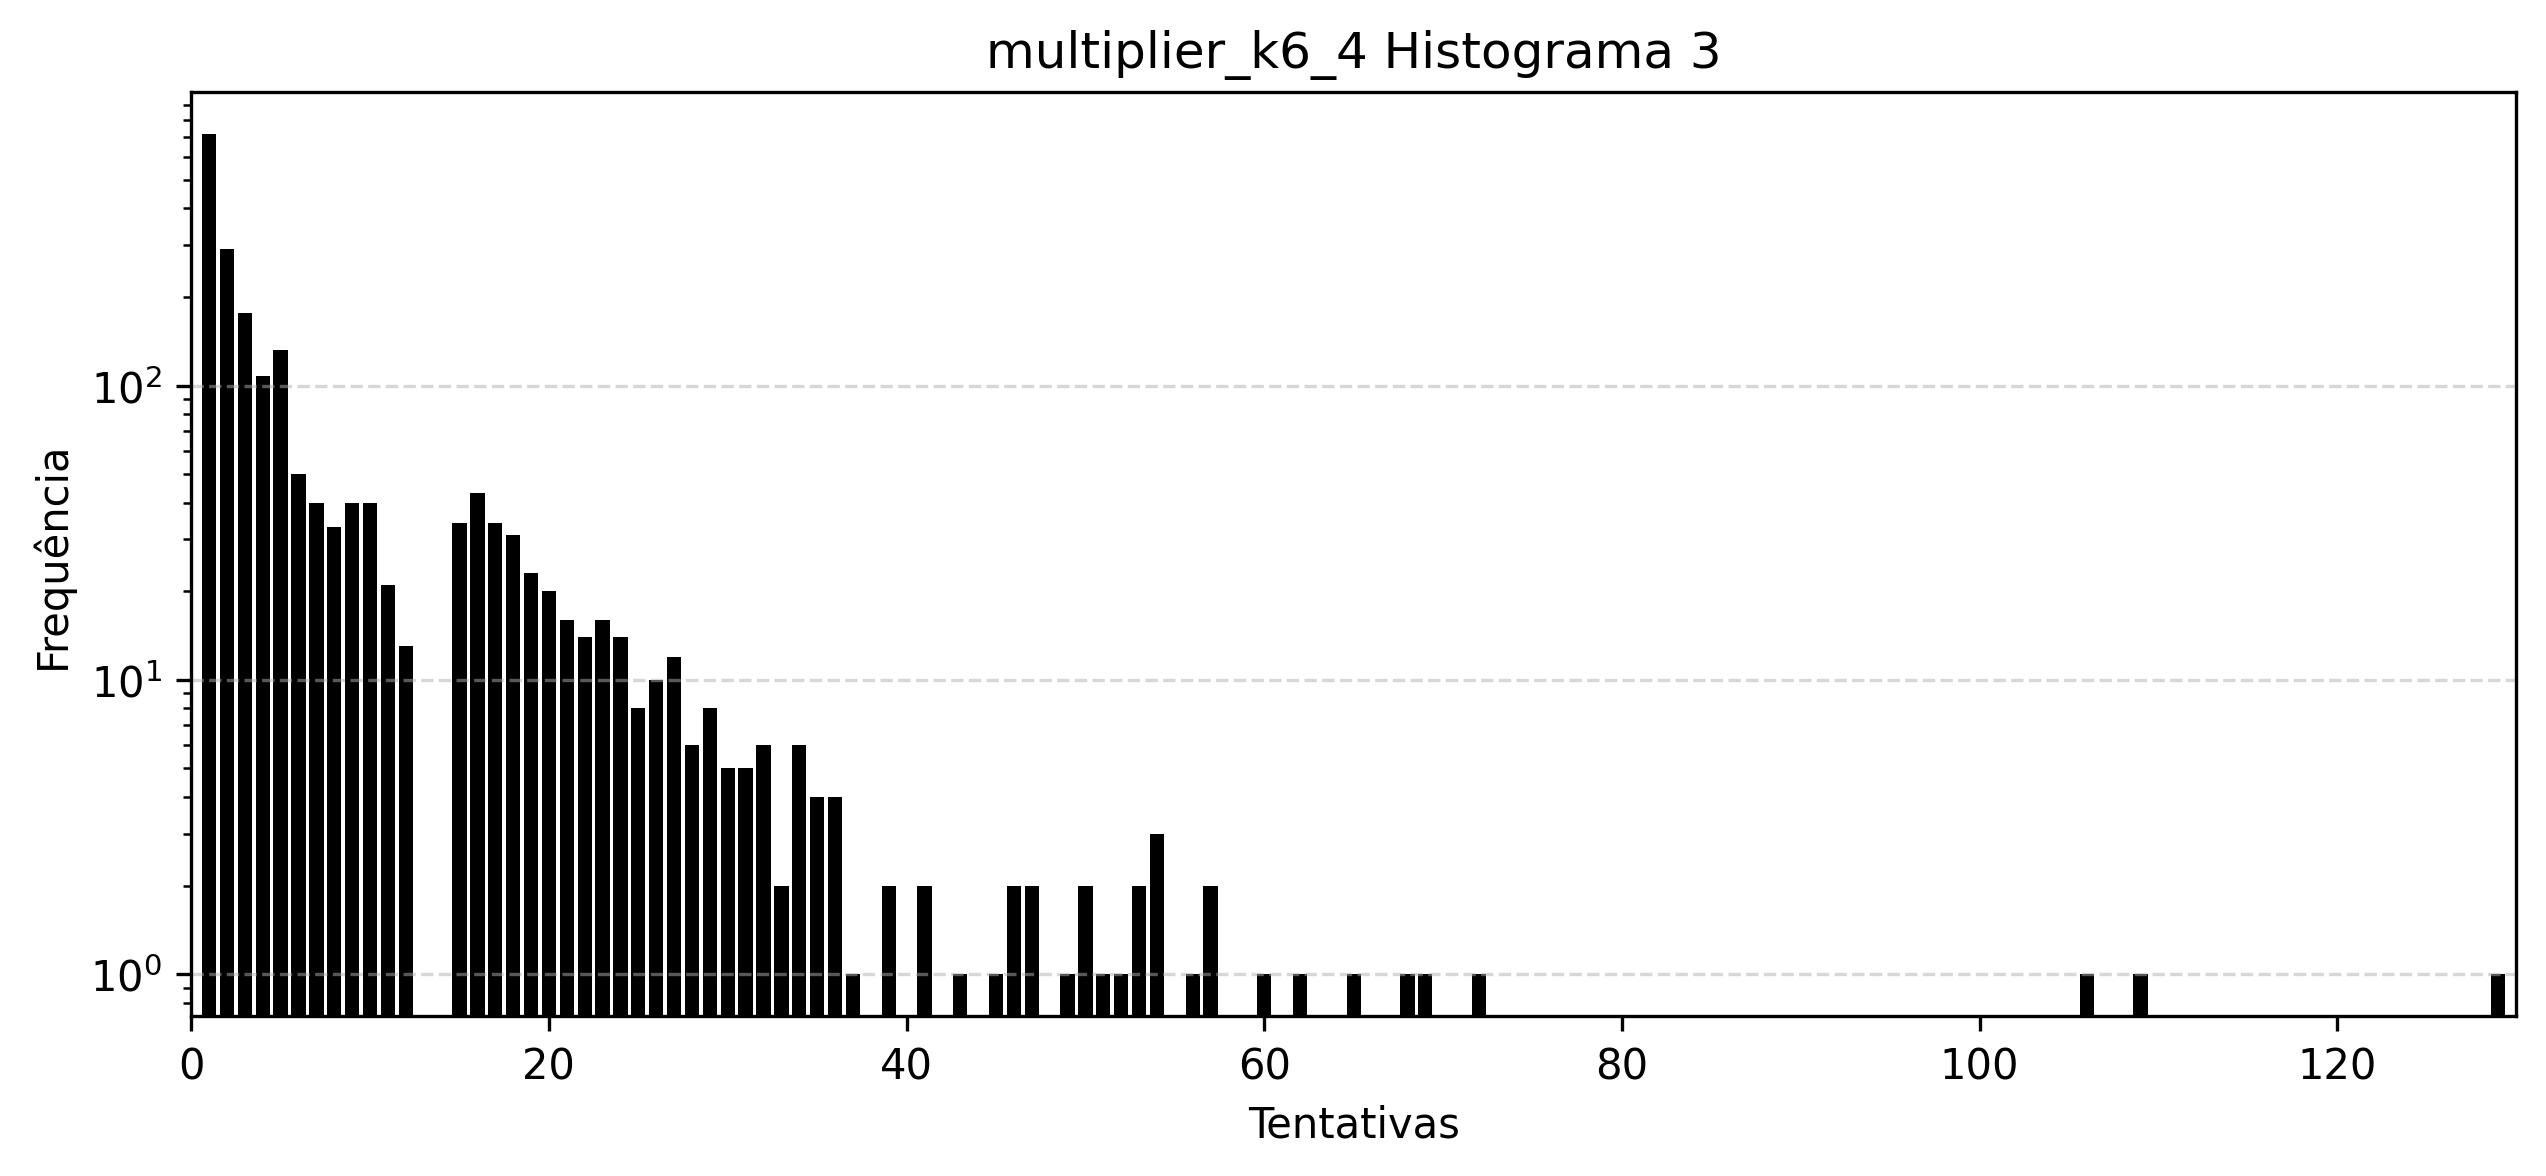 multiplier_k6_4 Histograma 3
Frequência
10²
10¹
10⁰
0 20 40 60 80 100 120
Tentativas